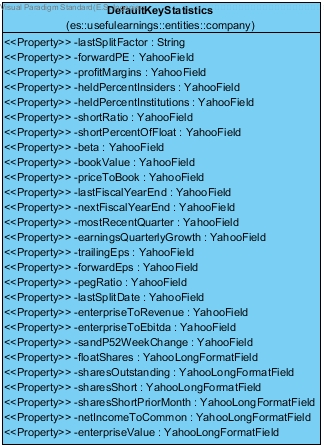 Visual Paradigm Standard(E.S.
DefaultKeyStatistics
(es::usefulearnings::entities::company)
<<Property>> -lastSplitFactor : String
<<Property>> -forwardPE : YahooField
<<Property>> -profitMargins : YahooField
<<Property>> -heldPercentInsiders : YahooField
<<Property>> -heldPercentInstitutions : YahooField
<<Property>> -shortRatio : YahooField
<<Property>> -shortPercentOfFloat : YahooField
<<Property>> -beta : YahooField
<<Property>> -bookValue : YahooField
<<Property>> -priceToBook : YahooField
<<Property>> -lastFiscalYearEnd : YahooField
<<Property>> -nextFiscalYearEnd : YahooField
<<Property>> -mostRecentQuarter : YahooField
<<Property>> -earningsQuarterlyGrowth : YahooField
<<Property>> -trailingEps : YahooField
<<Property>> -forwardEps : YahooField
<<Property>> -pegRatio : YahooField
<<Property>> -lastSplitDate : YahooField
<<Property>> -enterpriseToRevenue : YahooField
<<Property>> -enterpriseToEbitda : YahooField
<<Property>> -sandP52WeekChange : YahooField
<<Property>> -floatShares : YahooLongFormatField
<<Property>> -sharesOutstanding : YahooLongFormatField
<<Property>> -sharesShort : YahooLongFormatField
<<Property>> -sharesShortPriorMonth : YahooLongFormatField
<<Property>> -netIncomeToCommon : YahooLongFormatField
<<Property>> -enterpriseValue : YahooLongFormatField